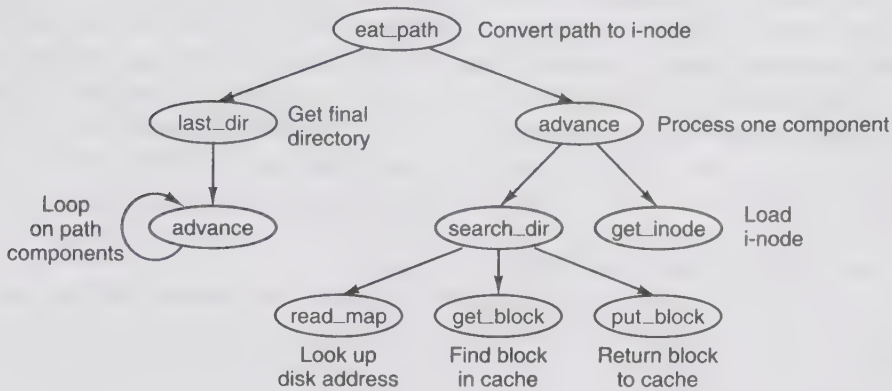 eat_path
Convert path to i-node
last_dir
Get final
directory
advance
Process one component
Loop
on path
components
advance
search_dir
get_inode
Load
i-node
read_map
get_block
put_block
Look up
disk address
Find block
in cache
Return block
to cache